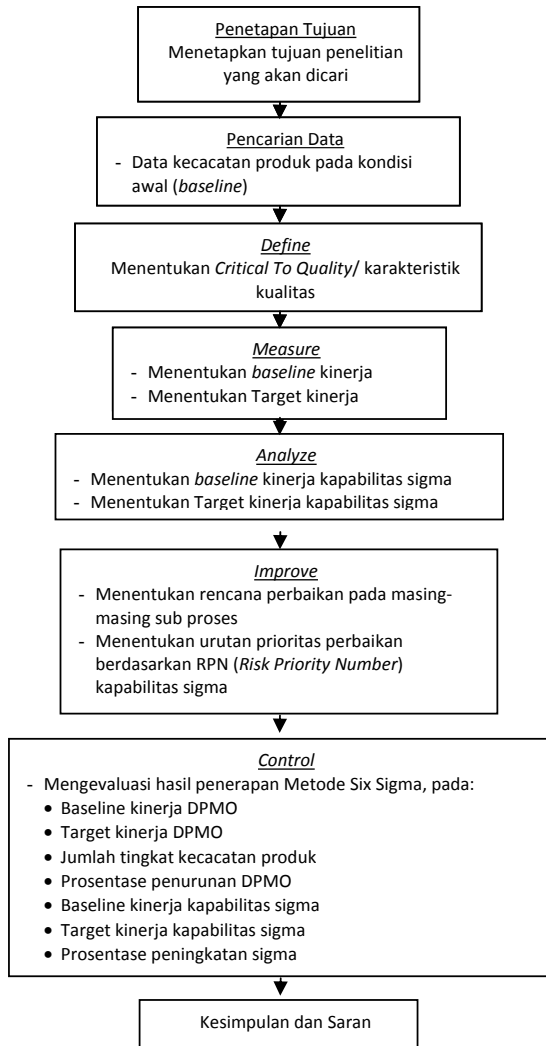 Penetapan Tujuan
Menetapkan tujuan penelitian
yang akan dicari
Pencarian Data
- Data kecacatan produk pada kondisi
awal (baseline)
Define
Menentukan Critical To Quality/ karakteristik
kualitas
Measure
- Menentukan baseline kinerja
- Menentukan Target kinerja
Analyze
- Menentukan baseline kinerja kapabilitas sigma
- Menentukan Target kinerja kapabilitas sigma
Improve
- Menentukan rencana perbaikan pada masing-
masing sub proses
- Menentukan urutan prioritas perbaikan
berdasarkan RPN (Risk Priority Number)
kapabilitas sigma
Control
- Mengevaluasi hasil penerapan Metode Six Sigma, pada:
• Baseline kinerja DPMO
• Target kinerja DPMO
• Jumlah tingkat kecacatan produk
• Prosentase penurunan DPMO
• Baseline kinerja kapabilitas sigma
• Target kinerja kapabilitas sigma
• Prosentase peningkatan sigma
Kesimpulan dan Saran